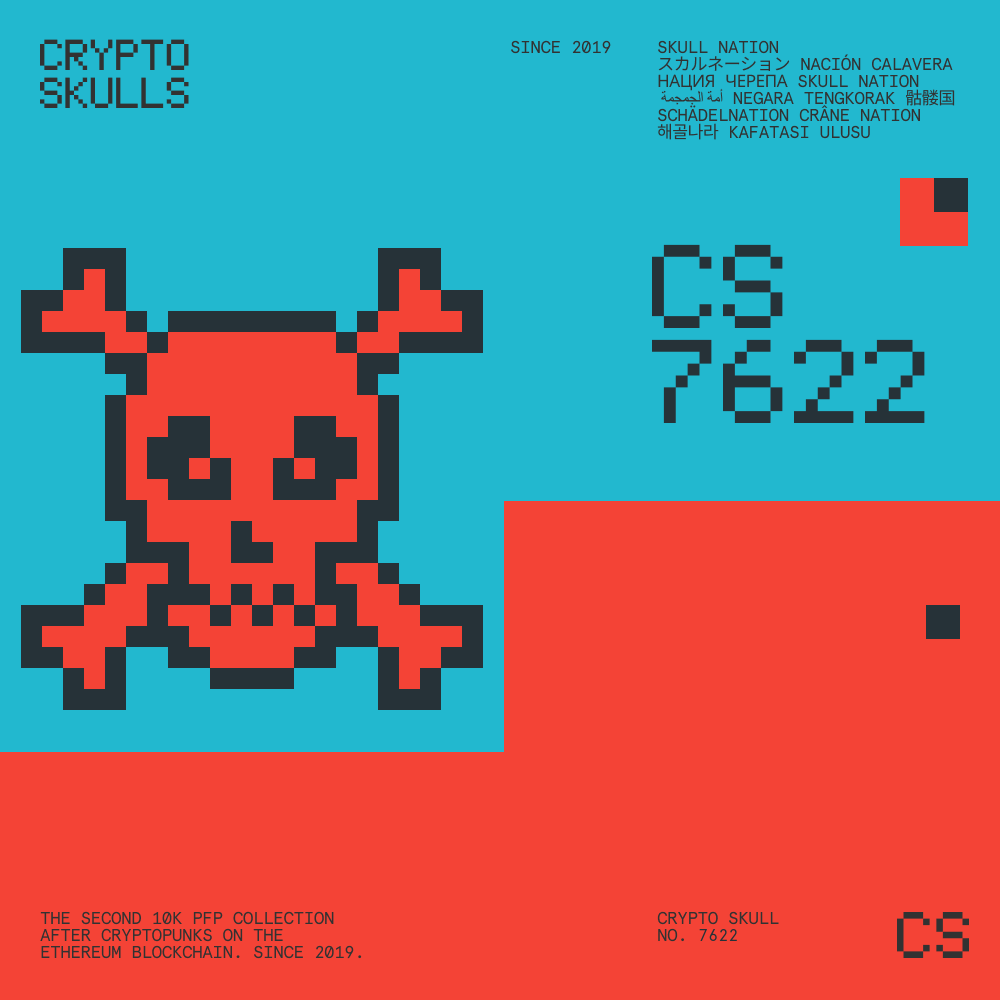 CRYPTO
SKULLS
SINCE 2019
SKULL NATION
スカルネーション NACIÓN CALAVERA
НАЦИЯ ЧЕРЕПА SKULL NATION
أمة الجمجمة NEGARA TENGKORAK 骷髅国
SCHÄDELNATION CRÂNE NATION
해골나라 KAFATASI ULUSU
CS
7622
THE SECOND 10K PFP COLLECTION
AFTER CRYPTOPUNKS ON THE
ETHEREUM BLOCKCHAIN. SINCE 2019.
CRYPTO SKULL
NO. 7622
CS